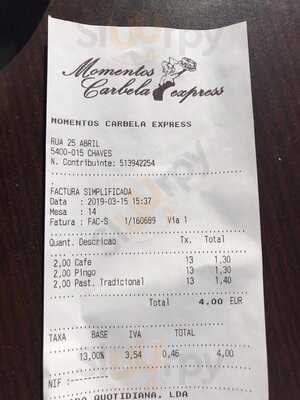 Momentos
Carbela express
MOMENTOS CARBELA EXPRESS
RUA 25 ABRIL
5400-015 CHAVES
N. Contribuinte: 513942254
FACTURA SIMPLIFICADA
Data : 2019-03-15 15:37
Mesa : 14
Fatura : FAC-S 1/160689 Via 1
Quant. Descricao Tx. Total
2,00 Cafe 13 1,30
2,00 Pingo 13 1,30
2,00 Past. Tradicional 13 1,40
Total 4,00 EUR
TAXA BASE IVA TOTAL
13,00% 3,54 0,46 4,00
NIF :
QUOTIDIANA, LDA